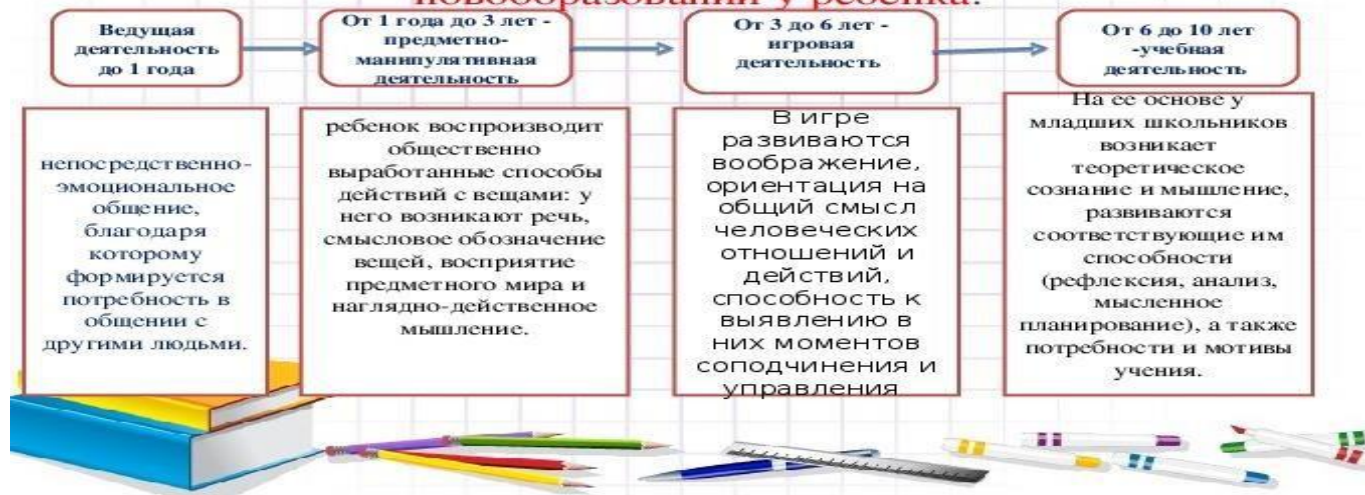 новообразований у ребенка.
Ведущая
деятельность
до 1 года
От 1 года до 3 лет -
предметно-
манипулятивная
деятельность
От 3 до 6 лет -
игровая
деятельность
От 6 до 10 лет
-учебная
деятельность
непосредственно-
эмоциональное
общение,
благодаря
которому
формируется
потребность в
общении с
другими людьми.
ребенок воспроизводит
общественно
выработанные способы
действий с вещами: у
него возникают речь,
смысловое обозначение
вещей, восприятие
предметного мира и
наглядно-действенное
мышление.
В игре
развиваются
воображение,
ориентация на
общий смысл
человеческих
отношений и
действий,
способность к
выявлению в
них моментов
соподчинения и
управления
На ее основе у
младших школьников
возникает
теоретическое
сознание и мышление,
развиваются
соответствующие им
способности
(рефлексия, анализ,
мысленное
планирование), а также
потребности и мотивы
учения.